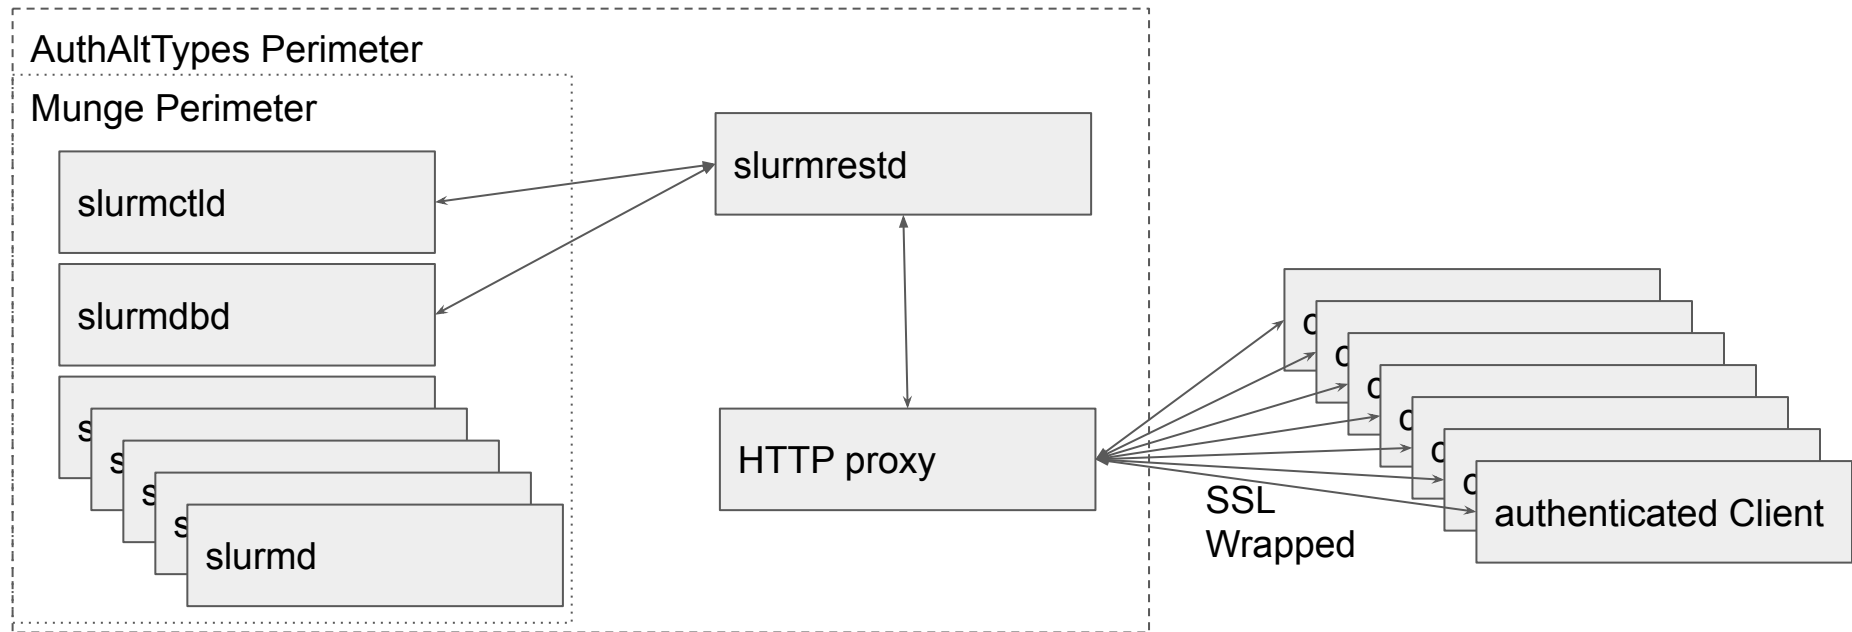 AuthAltTypes Perimeter
Munge Perimeter
slurmctld
slurmrestd
slurmdbd
s
s
s
s
slurmd
HTTP proxy
c
c
c
c
c
c
SSL
Wrapped
authenticated Client